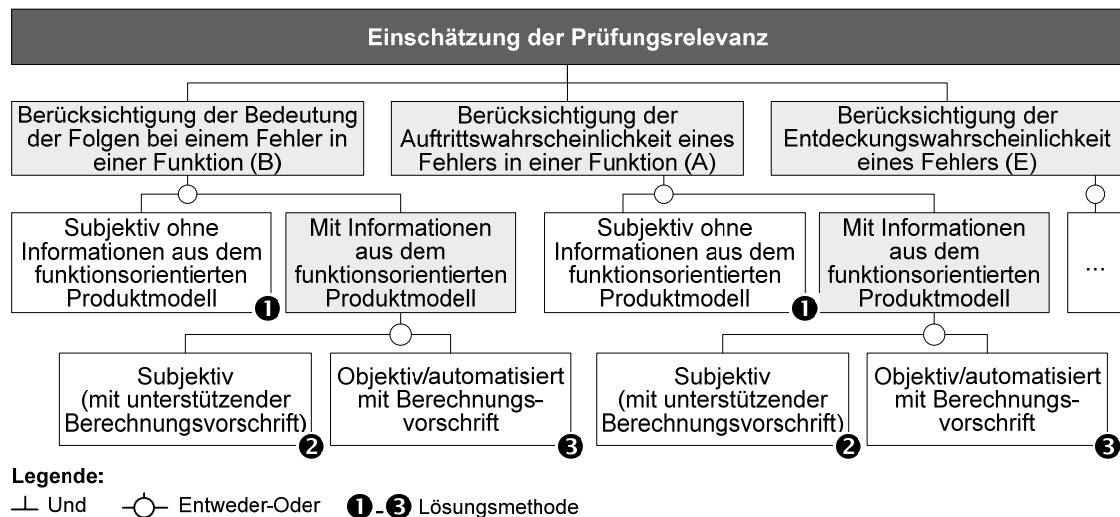 Einschätzung der Prüfungsrelevanz
Berücksichtigung der Bedeutung
der Folgen bei einem Fehler in
einer Funktion (B)
Berücksichtigung der
Auftrittswahrscheinlichkeit eines
Fehlers in einer Funktion (A)
Berücksichtigung der
Entdeckungswahrscheinlichkeit
eines Fehlers (E)
Subjektiv ohne
Informationen aus dem
funktionsorientierten
Produktmodell
1
Mit Informationen
aus dem
funktionsorientierten
Produktmodell
Subjektiv ohne
Informationen aus dem
funktionsorientierten
Produktmodell
1
Mit Informationen
aus dem
funktionsorientierten
Produktmodell
...
Subjektiv
(mit unterstützender
Berechnungsvorschrift)
2
Objektiv/automatisiert
mit Berechnungs-
vorschrift
3
Subjektiv
(mit unterstützender
Berechnungsvorschrift)
2
Objektiv/automatisiert
mit Berechnungs-
vorschrift
3
Legende:
Und Entweder-Oder 1-3 Lösungsmethode